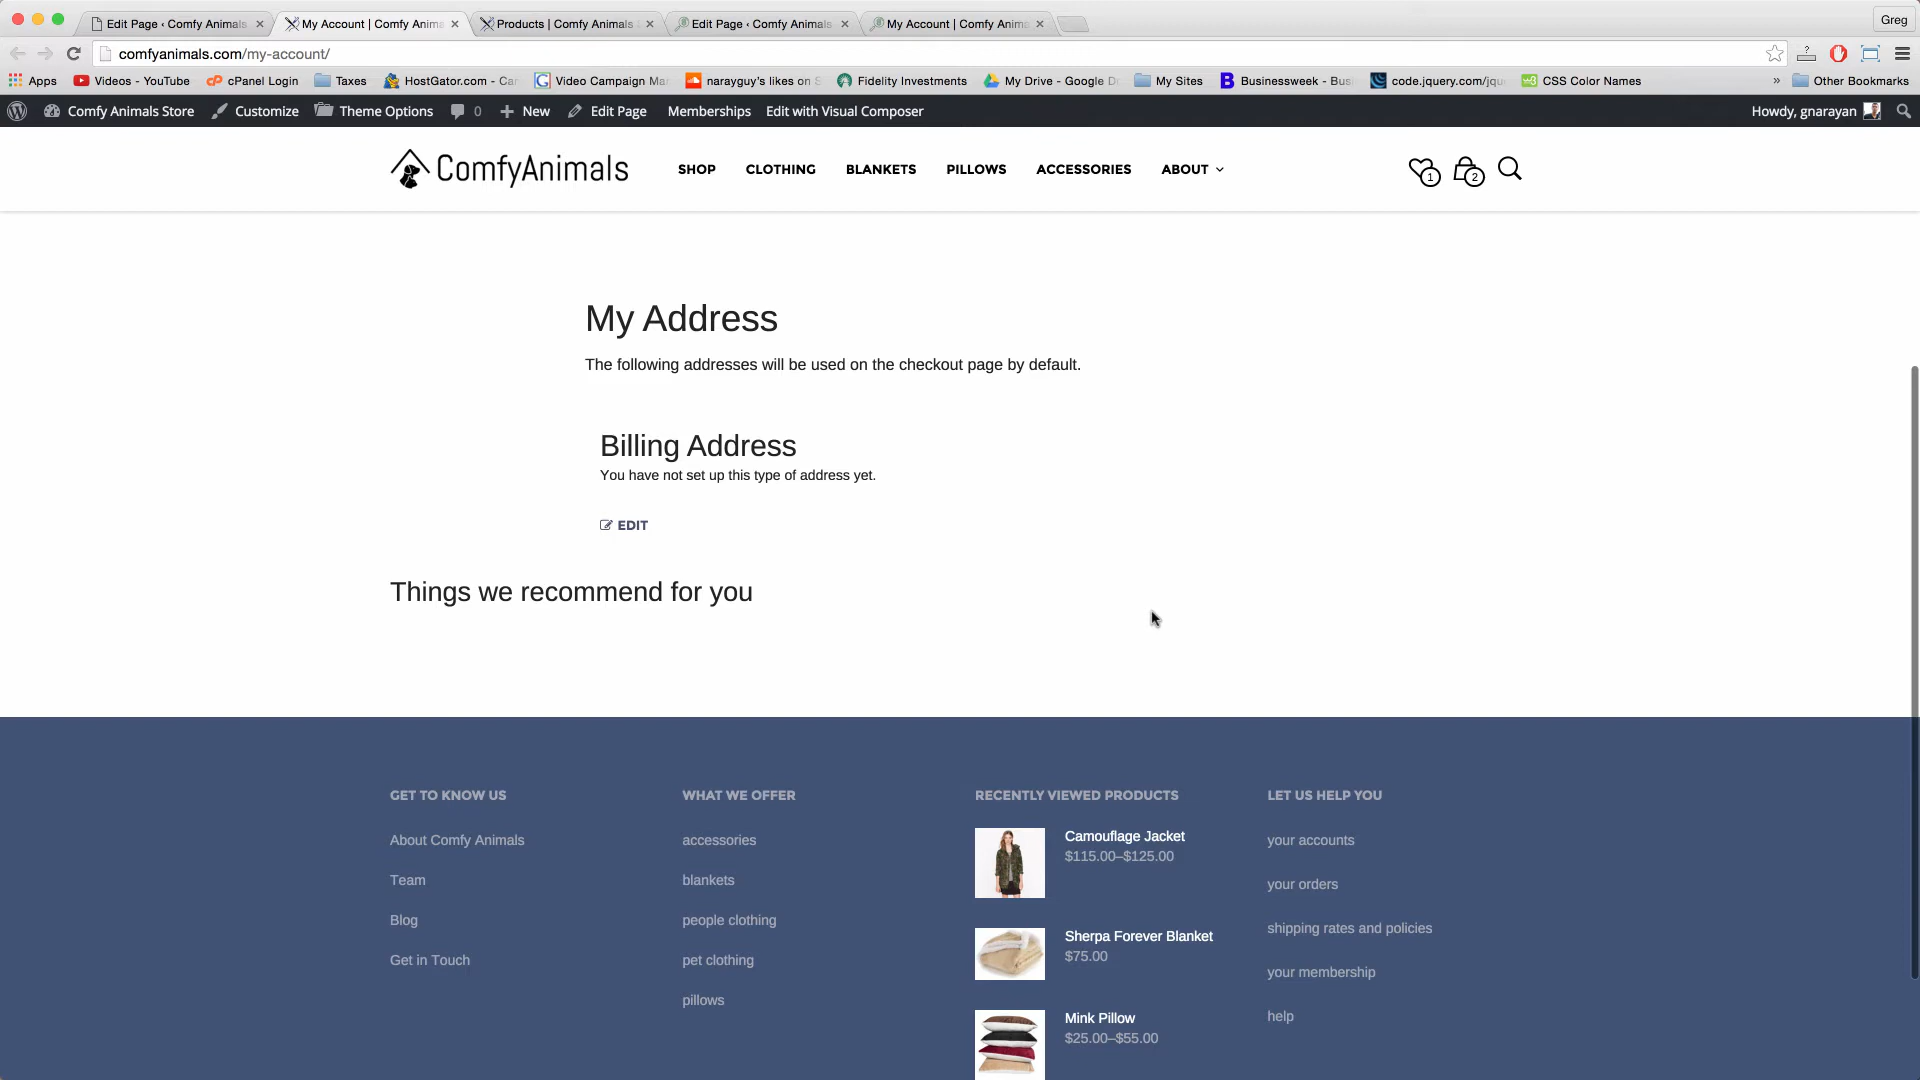 Edit Page ‹ Comfy Animals
My Account | Comfy Anima
Products | Comfy Animals
Edit Page ‹ Comfy Animals
My Account | Comfy Anima
Greg
comfyanimals.com/my-account/
Apps
Videos - YouTube
cPanel Login
Taxes
HostGator.com - Car
Video Campaign Mar
narayguy's likes on S
Fidelity Investments
My Drive - Google D
My Sites
Businessweek - Bus
code.jquery.com/jqu
CSS Color Names
»
Other Bookmarks
Comfy Animals Store
Customize
Theme Options
0
New
Edit Page
Memberships
Edit with Visual Composer
Howdy, gnarayan
ComfyAnimals
SHOP
CLOTHING
BLANKETS
PILLOWS
ACCESSORIES
ABOUT
1
2
My Address
The following addresses will be used on the checkout page by default.
Billing Address
You have not set up this type of address yet.
EDIT
Things we recommend for you
GET TO KNOW US
About Comfy Animals
Team
Blog
Get in Touch
WHAT WE OFFER
accessories
blankets
people clothing
pet clothing
pillows
RECENTLY VIEWED PRODUCTS
Camouflage Jacket
$115.00–$125.00
Sherpa Forever Blanket
$75.00
Mink Pillow
$25.00–$55.00
LET US HELP YOU
your accounts
your orders
shipping rates and policies
your membership
help